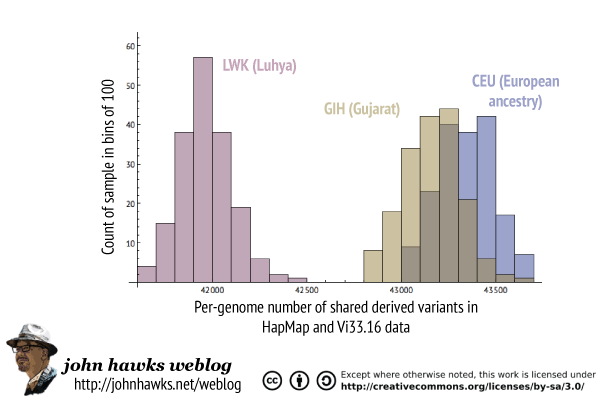 60
50
40
30
20
10
LWK (Luhya)
GIH (Gujarat)
CEU (European
ancestry)
Count of sample in bins of 100
42000
42500
43000
43500
Per-genome number of shared derived variants in
HapMap and Vi33.16 data
john hawks weblog
http://johnhawks.net/weblog
cc
Except where otherwise noted, this work is licensed under
http://creativecommons.org/licenses/by-sa/3.0/